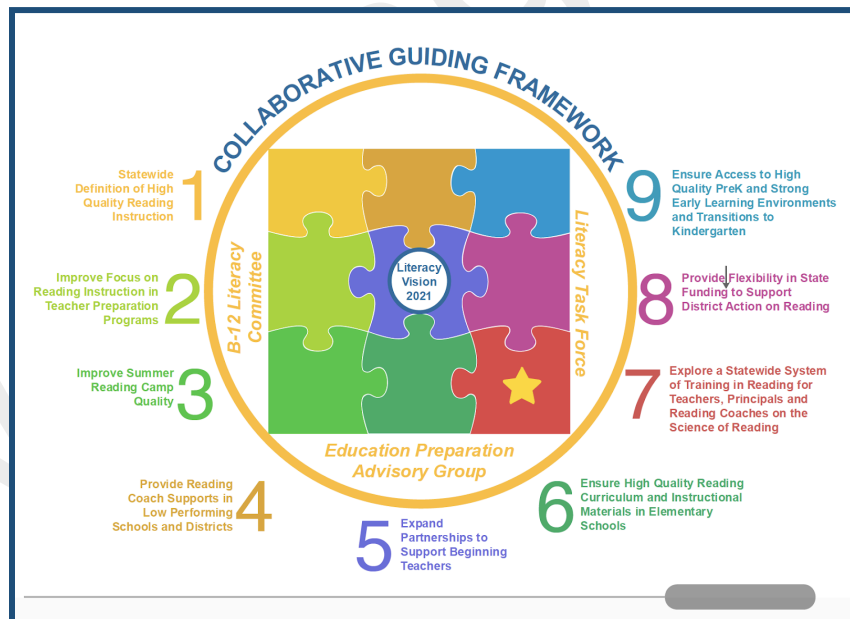 COLLABORATIVE GUIDING FRAMEWORK
1
Statewide
Definition of High
Quality Reading
Instruction
2
Improve Focus on
Reading Instruction in
Teacher Preparation
Programs
3
Improve Summer
Reading Camp
Quality
4
Provide Reading
Coach Supports in
Low Performing
Schools and Districts
5
Expand
Partnerships to
Support Beginning
Teachers
6
Ensure High Quality Reading
Curriculum and Instructional
Materials in Elementary
Schools
7
Explore a Statewide System
of Training in Reading for
Teachers, Principals and
Reading Coaches on the
Science of Reading
8
Provide Flexibility in State
Funding to Support
District Action on Reading
9
Ensure Access to High
Quality PreK and Strong
Early Learning Environments
and Transitions to
Kindergarten
B-12 Literacy
Committee
Literacy
Vision
2021
Literacy Task Force
Education Preparation
Advisory Group